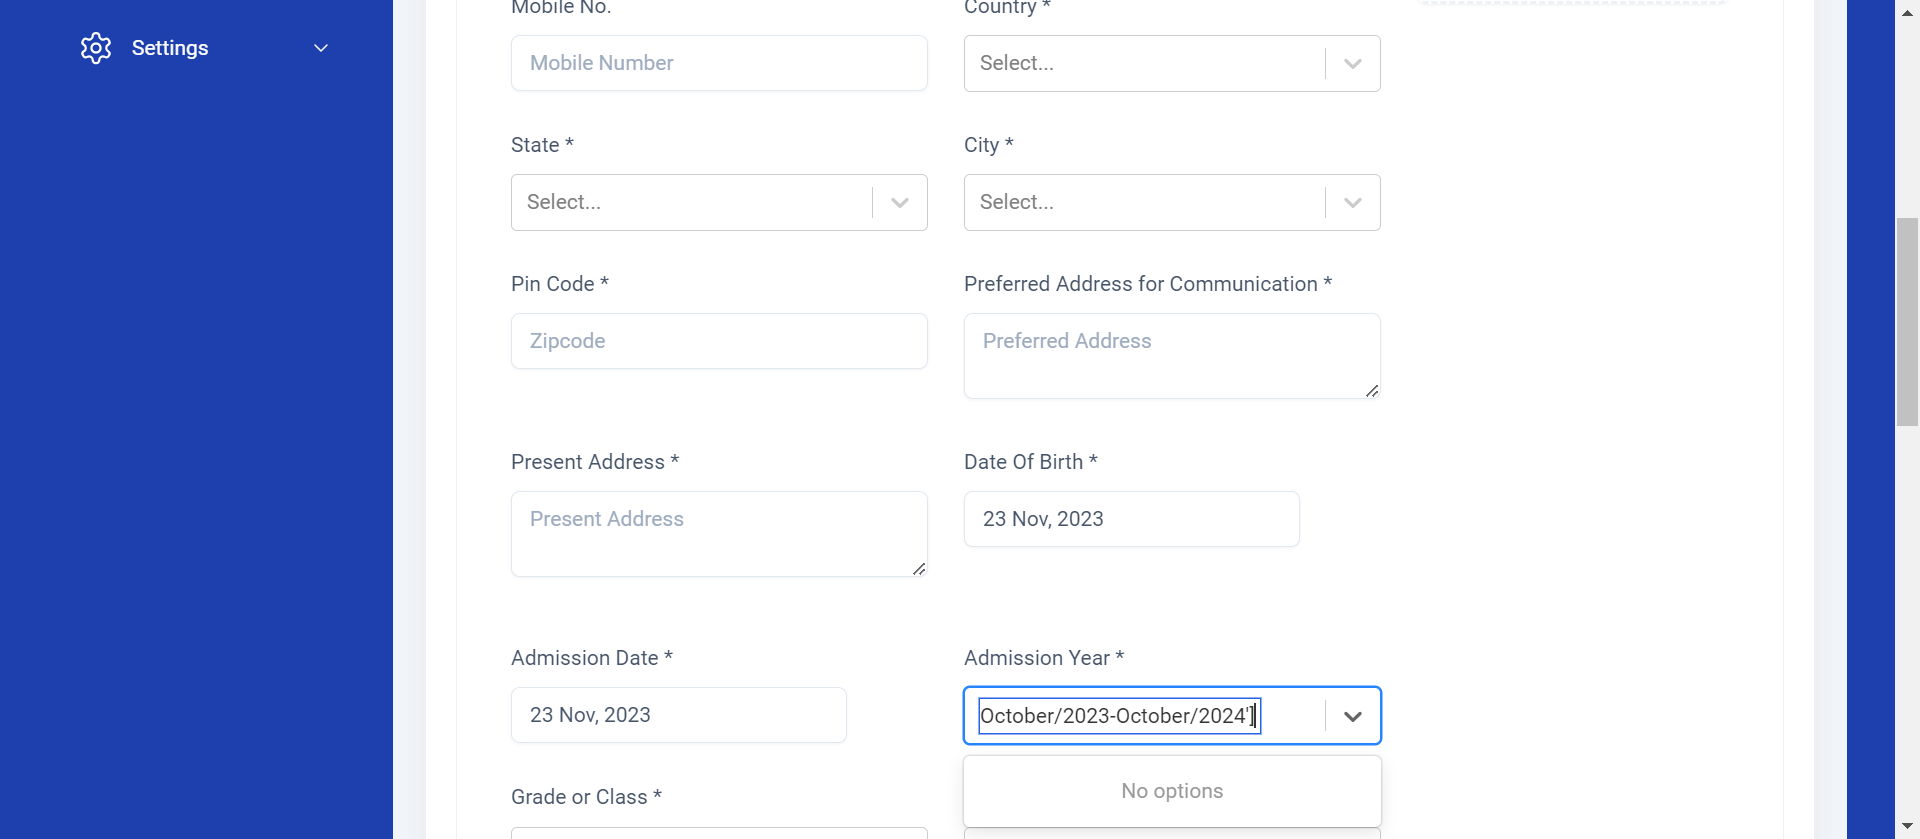 Settings
Mobile No.
Country *
Mobile Number
Select...
State *
City *
Select...
Select...
Pin Code *
Preferred Address for Communication *
Zipcode
Preferred Address
Present Address *
Date Of Birth *
Present Address
23 Nov, 2023
Admission Date *
Admission Year *
23 Nov, 2023
October/2023-October/2024']
No options
Grade or Class *